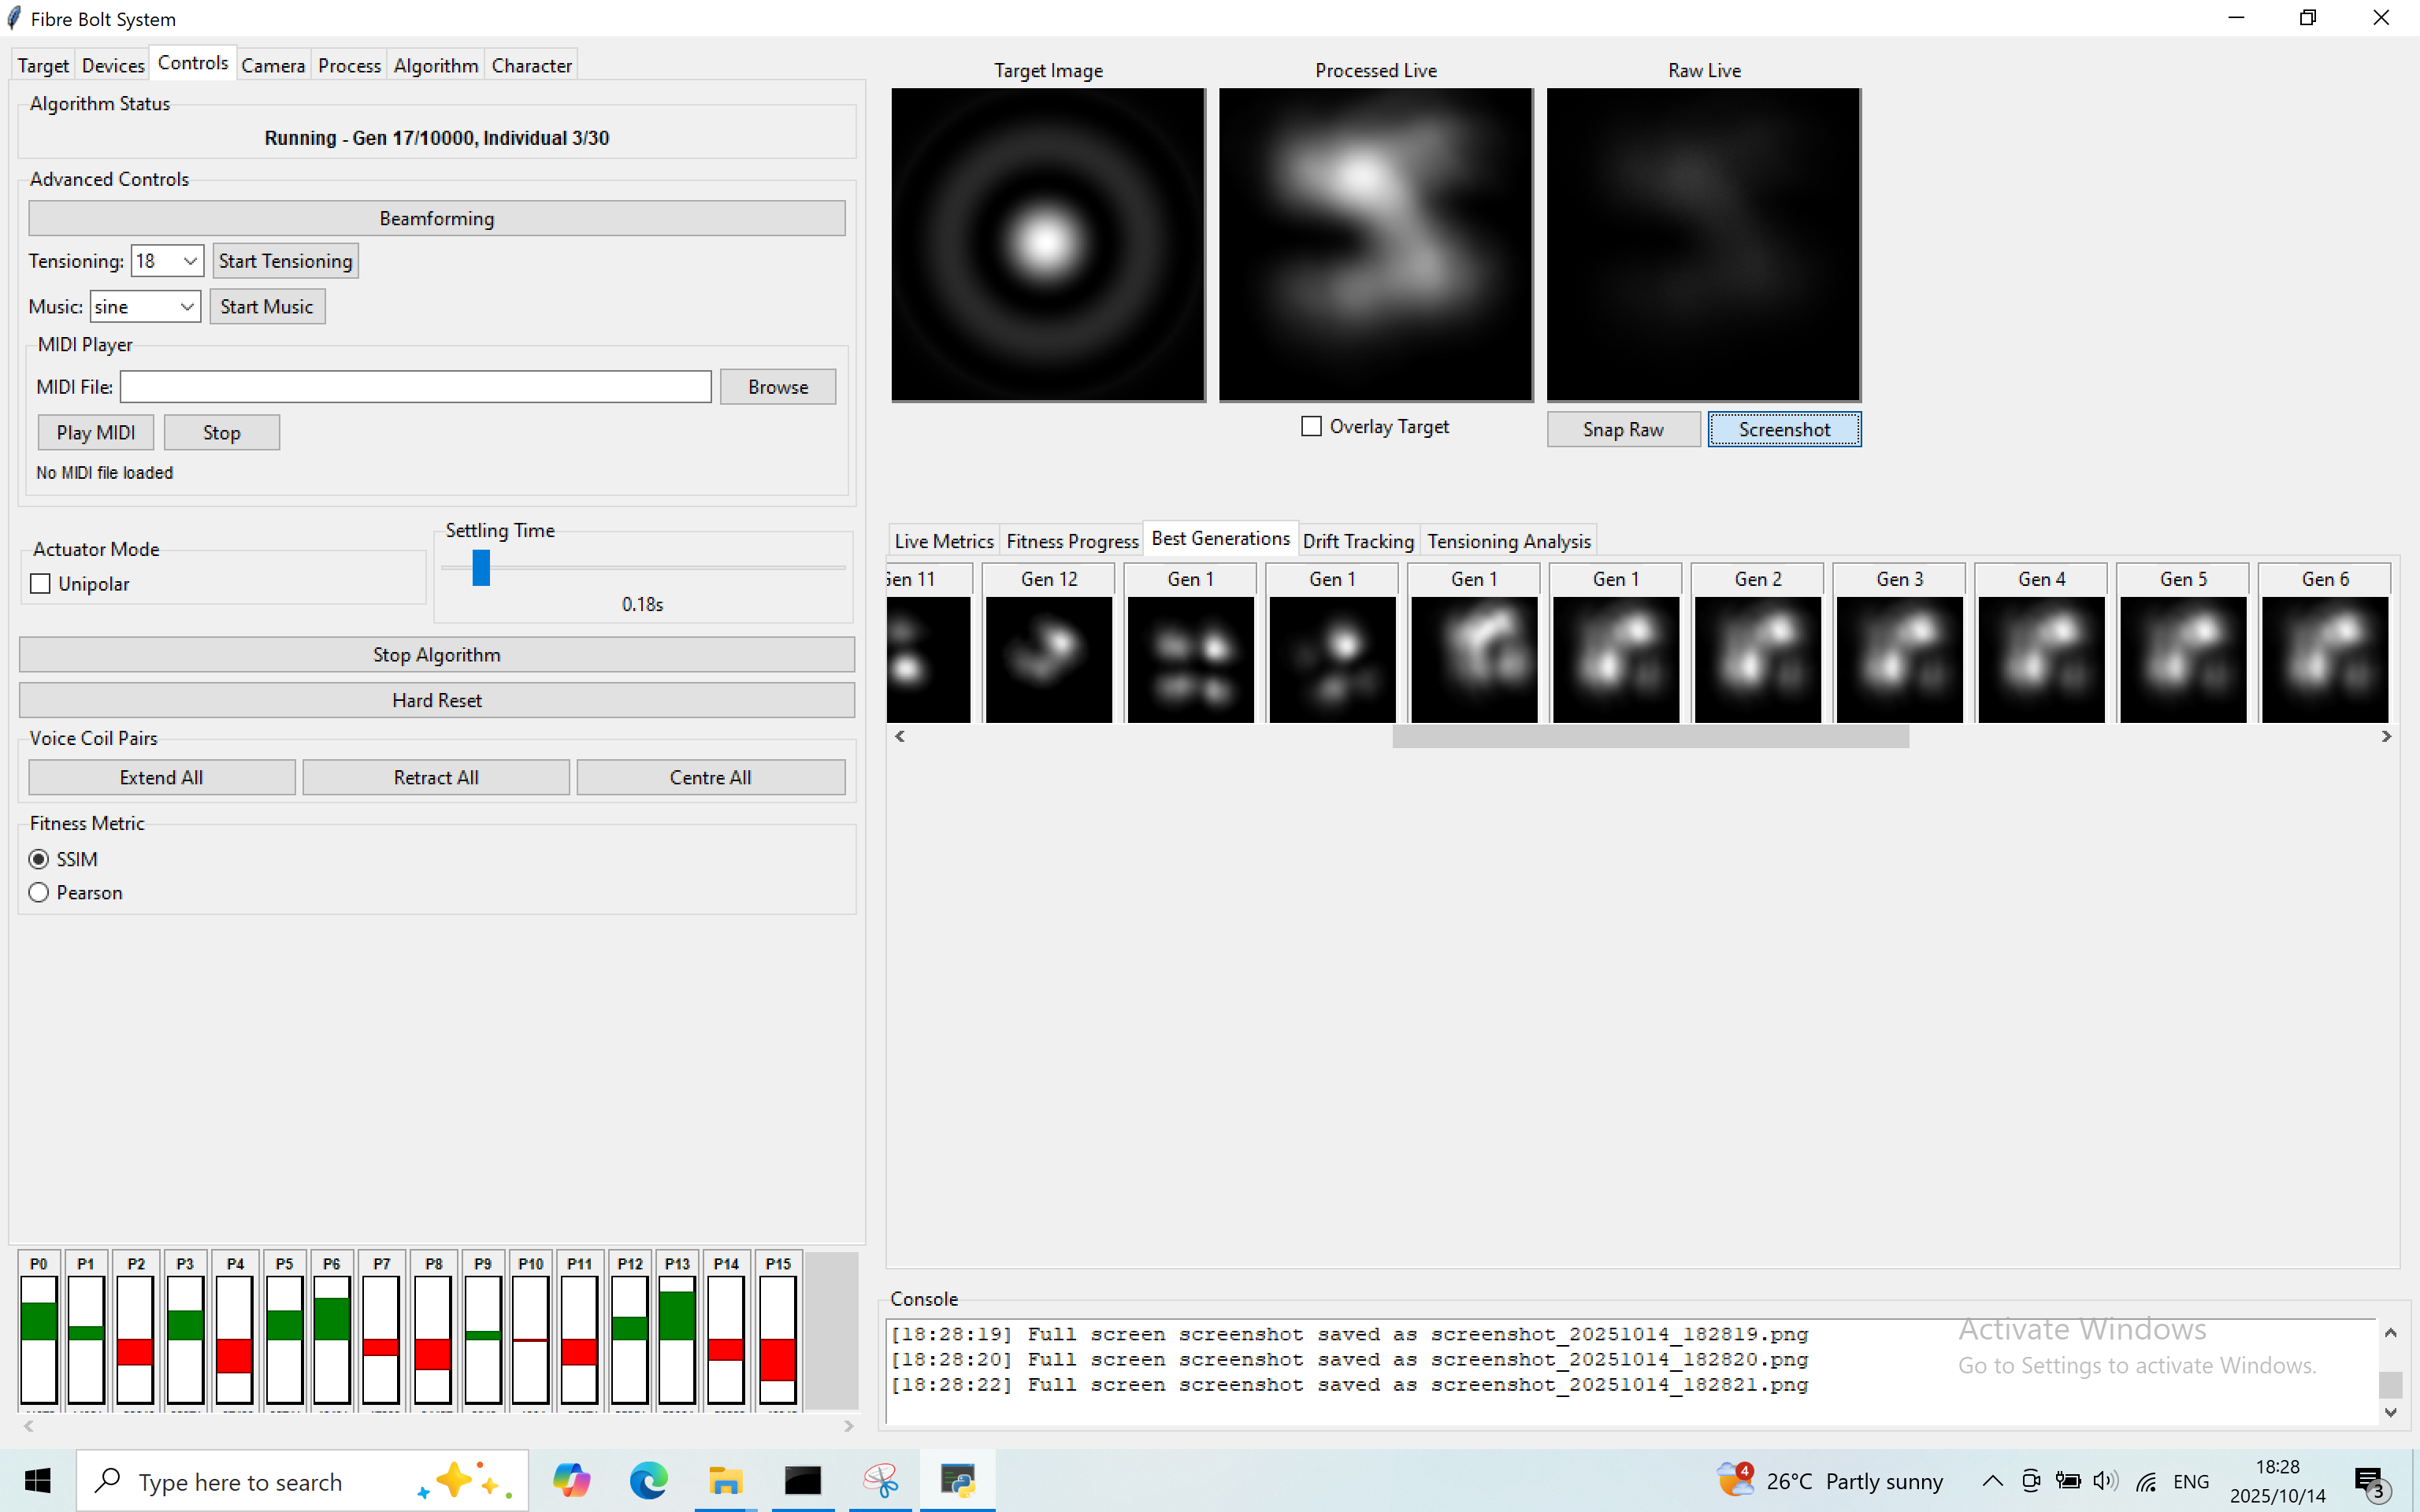 Fibre Bolt System
Target Devices Controls Camera Process Algorithm Character
Algorithm Status
Running - Gen 17/10000, Individual 3/30
Advanced Controls
Beamforming
Tensioning: 18 Start Tensioning
Music: sine Start Music
MIDI Player
MIDI File: Browse
Play MIDI Stop
No MIDI file loaded
Actuator Mode
Unipolar
Settling Time
0.18s
Stop Algorithm
Hard Reset
Voice Coil Pairs
Extend All Retract All Centre All
Fitness Metric
SSIM
Pearson
P0 P1 P2 P3 P4 P5 P6 P7 P8 P9 P10 P11 P12 P13 P14 P15
Target Image Processed Live Raw Live
Overlay Target Snap Raw Screenshot
Live Metrics Fitness Progress Best Generations Drift Tracking Tensioning Analysis
Gen 11 Gen 12 Gen 1 Gen 1 Gen 1 Gen 1 Gen 2 Gen 3 Gen 4 Gen 5 Gen 6
Console
[18:28:19] Full screen screenshot saved as screenshot_20251014_182819.png
[18:28:20] Full screen screenshot saved as screenshot_20251014_182820.png
[18:28:22] Full screen screenshot saved as screenshot_20251014_182821.png
Activate Windows
Go to Settings to activate Windows.
Type here to search
4
26°C Partly sunny
ENG
18:28
2025/10/14
3